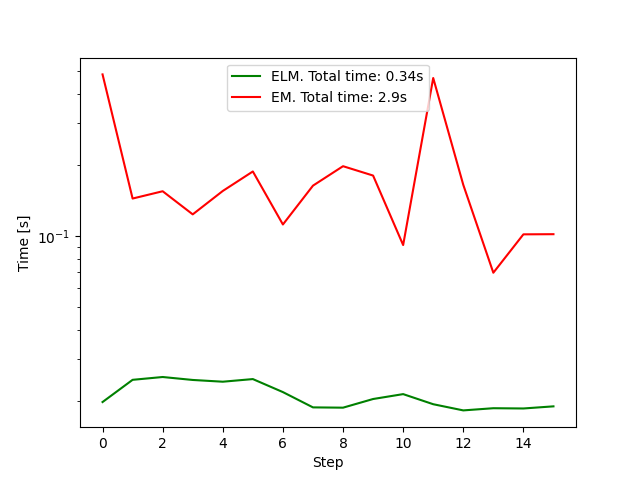 ELM. Total time: 0.34s
EM. Total time: 2.9s
Time [s]
10⁻¹
0 2 4 6 8 10 12 14
Step